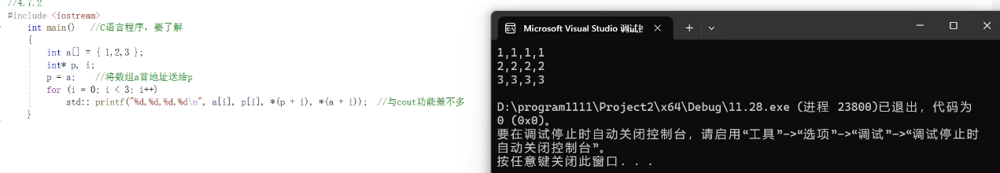 //4.7.2
#include <iostream>
int main()   //C语言程序，要了解
{
int a[] = { 1,2,3 };
int* p, i;
p = a;   //将数组a首地址送给p
for (i = 0; i < 3; i++)
std:: printf("%d,%d,%d,%d\n", a[i], p[i], *(p + i), *(a + i));  //与cout功能差不多
}
Microsoft Visual Studio 调试控
1,1,1,1
2,2,2,2
3,3,3,3
D:\program1111\Project2\x64\Debug\11.28.exe (进程 23800)已退出，代码为
0 (0x0)。
要在调试停止时自动关闭控制台，请启用“工具”->“选项”->“调试”->“调试停止时
自动关闭控制台”。
按任意键关闭此窗口. . .